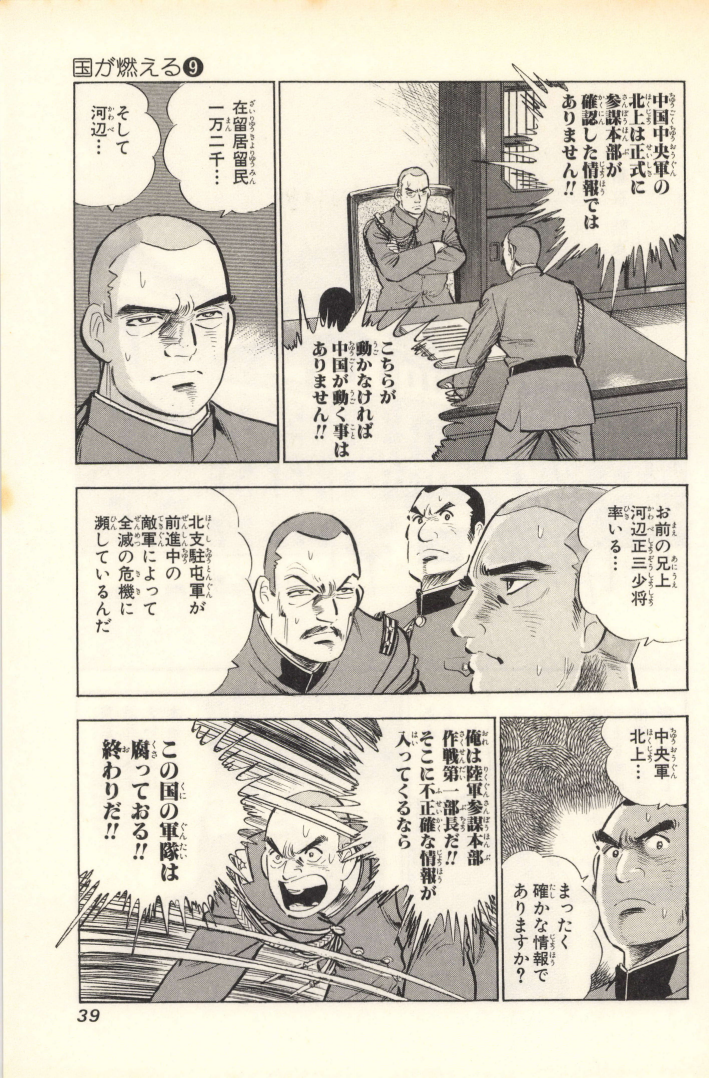 国が燃える❾
中国中央軍の
北上は正式に
参謀本部が
確認した情報では
ありません!!
こちらが
動かなければ
中国が動く事は
ありません!!
在留居留民
一万二千…
そして
河辺…
お前の兄上
河辺正三少将
率いる…
北支駐屯軍が
前進中の
敵軍によって
全滅の危機に
瀕しているんだ
中央軍
北上…
まったく
確かな情報で
ありますか?
俺は陸軍参謀本部
作戦第一部長だ!!
そこに不正確な情報が
入ってくるなら
この国の軍隊は
腐っておる!!
終わりだ!!
39